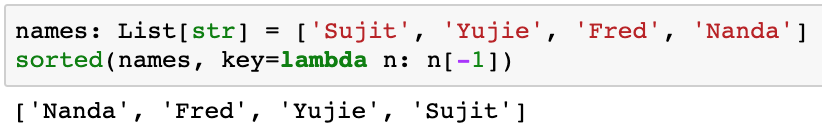 names: List[str] = ['Sujit', 'Yujie', 'Fred', 'Nanda']
sorted(names, key=lambda n: n[-1])
['Nanda', 'Fred', 'Yujie', 'Sujit']